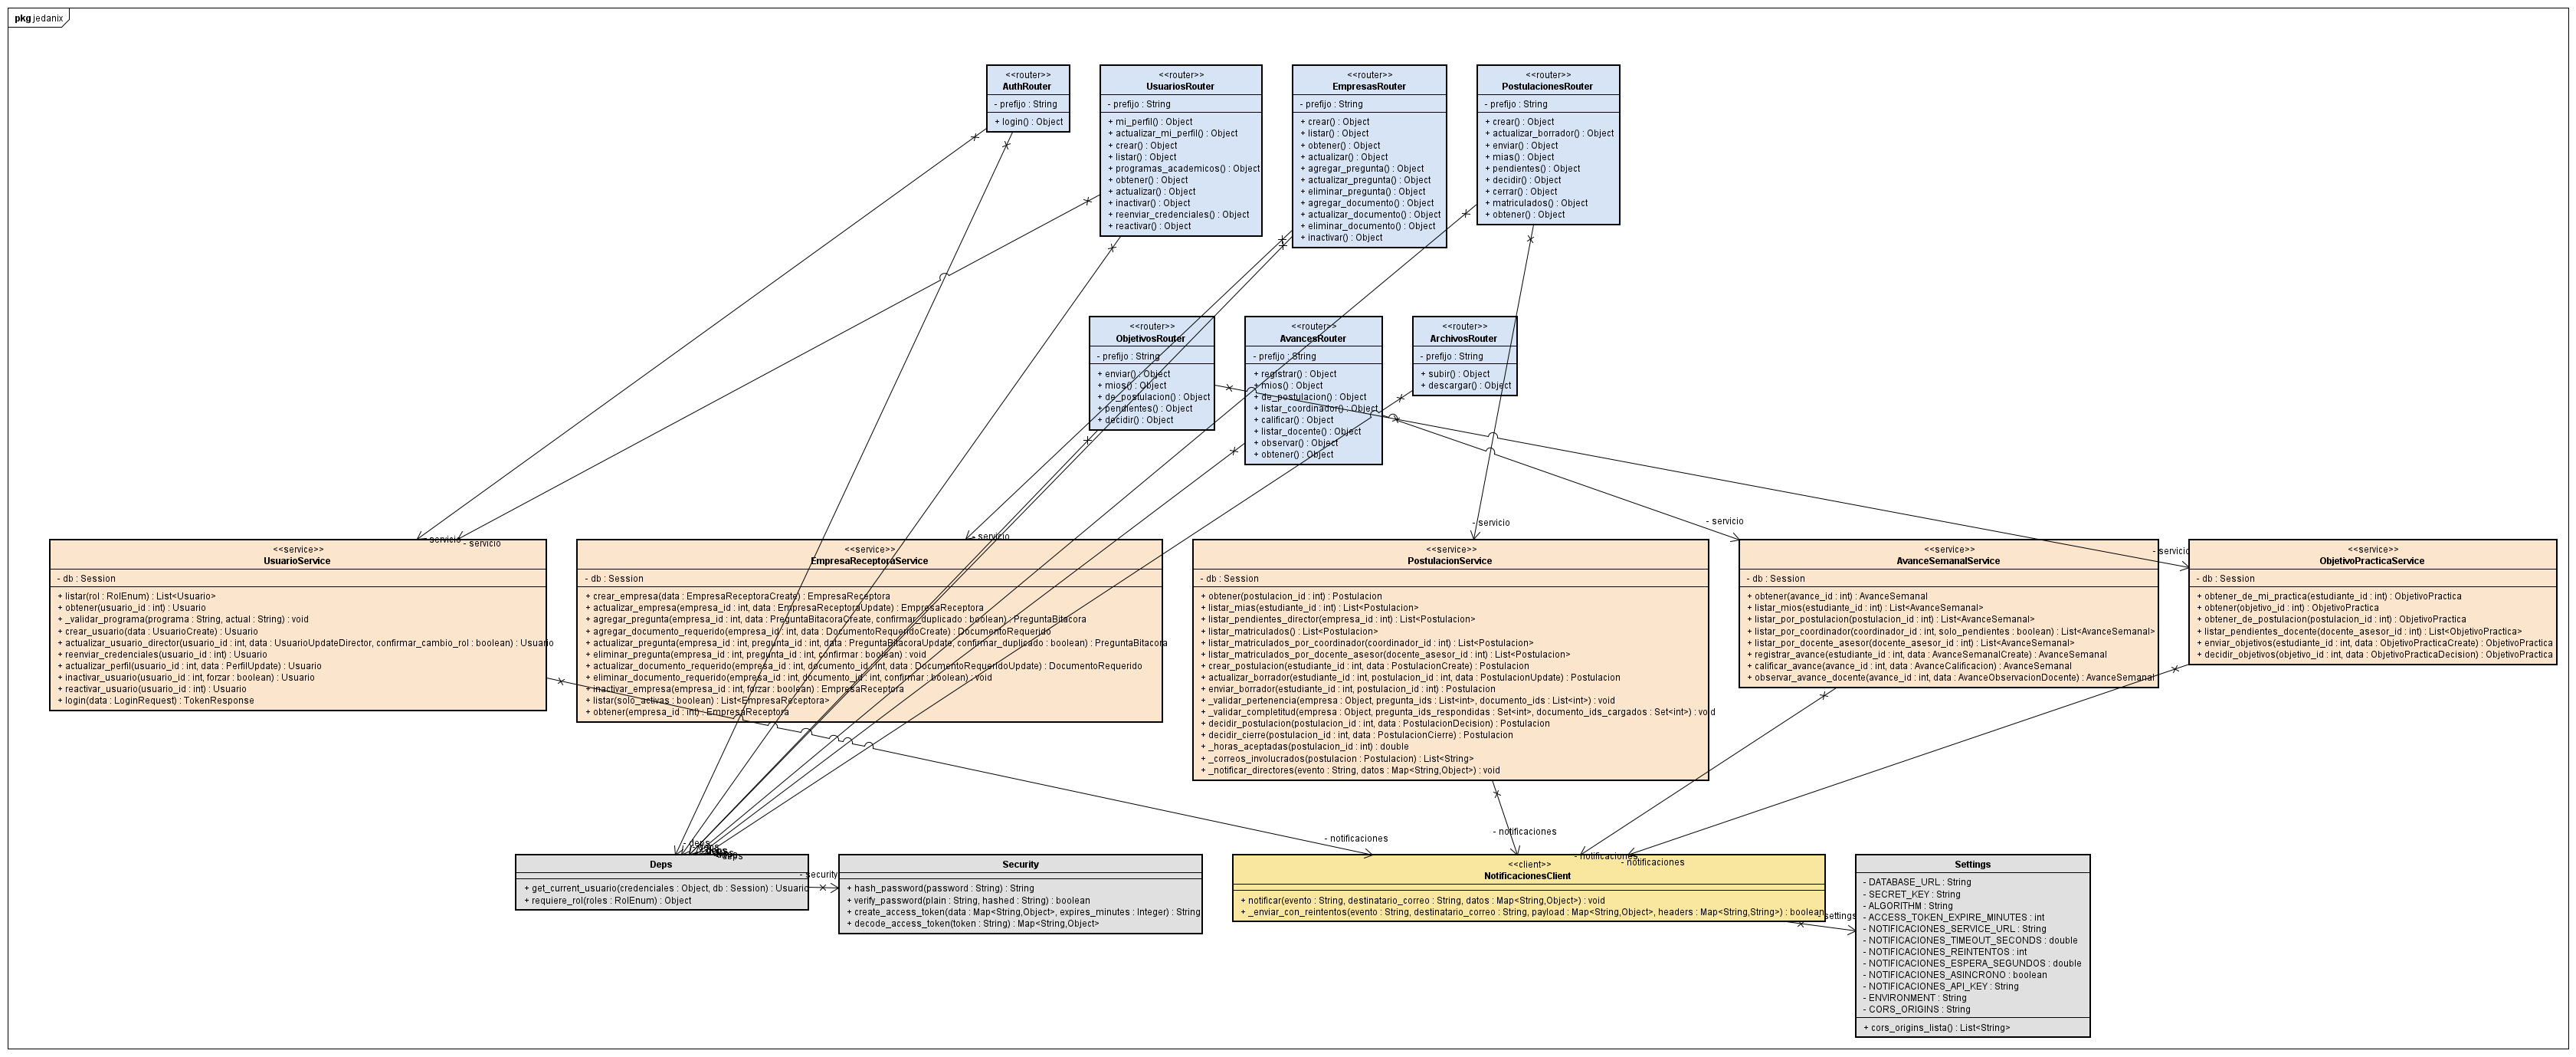 pkg jedanix
<<router>>
AuthRouter
- prefijo : String
+ login() : Object
<<router>>
UsuariosRouter
- prefijo : String
+ mi_perfil() : Object
+ actualizar_mi_perfil() : Object
+ crear() : Object
+ listar() : Object
+ programas_academicos() : Object
+ obtener() : Object
+ actualizar() : Object
+ inactivar() : Object
+ reenviar_credenciales() : Object
+ reactivar() : Object
<<router>>
EmpresasRouter
- prefijo : String
+ crear() : Object
+ listar() : Object
+ obtener() : Object
+ actualizar() : Object
+ agregar_pregunta() : Object
+ actualizar_pregunta() : Object
+ eliminar_pregunta() : Object
+ agregar_documento() : Object
+ actualizar_documento() : Object
+ eliminar_documento() : Object
+ inactivar() : Object
<<router>>
PostulacionesRouter
- prefijo : String
+ crear() : Object
+ actualizar_borrador() : Object
+ enviar() : Object
+ mias() : Object
+ pendientes() : Object
+ decidir() : Object
+ cerrar() : Object
+ matriculados() : Object
+ obtener() : Object
<<router>>
ObjetivosRouter
- prefijo : String
+ enviar() : Object
+ mios() : Object
+ de_postulacion() : Object
+ pendientes() : Object
+ decidir() : Object
<<router>>
AvancesRouter
- prefijo : String
+ registrar() : Object
+ mios() : Object
+ de_postulacion() : Object
+ listar_coordinador() : Object
+ calificar() : Object
+ listar_docente() : Object
+ observar() : Object
+ obtener() : Object
<<router>>
ArchivosRouter
- prefijo : String
+ subir() : Object
+ descargar() : Object
- servicio
- servicio
- servicio
- servicio
- servicio
- servicio
<<service>>
UsuarioService
- db : Session
+ listar(rol : RolEnum) : List<Usuario>
+ obtener(usuario_id : int) : Usuario
+ _validar_programa(programa : String, actual : String) : void
+ crear_usuario(data : UsuarioCreate) : Usuario
+ actualizar_usuario_director(usuario_id : int, data : UsuarioUpdateDirector, confirmar_cambio_rol : boolean) : Usuario
+ reenviar_credenciales(usuario_id : int) : Usuario
+ actualizar_perfil(usuario_id : int, data : PerfilUpdate) : Usuario
+ inactivar_usuario(usuario_id : int, forzar : boolean) : Usuario
+ reactivar_usuario(usuario_id : int) : Usuario
+ login(data : LoginRequest) : TokenResponse
<<service>>
EmpresaReceptoraService
- db : Session
+ crear_empresa(data : EmpresaReceptoraCreate) : EmpresaReceptora
+ actualizar_empresa(empresa_id : int, data : EmpresaReceptoraUpdate) : EmpresaReceptora
+ agregar_pregunta(empresa_id : int, data : PreguntaBitacoraCreate, confirmar_duplicado : boolean) : PreguntaBitacora
+ agregar_documento_requerido(empresa_id : int, data : DocumentoRequeridoCreate) : DocumentoRequerido
+ actualizar_pregunta(empresa_id : int, pregunta_id : int, data : PreguntaBitacoraUpdate, confirmar_duplicado : boolean) : PreguntaBitacora
+ eliminar_pregunta(empresa_id : int, pregunta_id : int, confirmar : boolean) : void
+ actualizar_documento_requerido(empresa_id : int, documento_id : int, data : DocumentoRequeridoUpdate) : DocumentoRequerido
+ eliminar_documento_requerido(empresa_id : int, documento_id : int, confirmar : boolean) : void
+ inactivar_empresa(empresa_id : int, forzar : boolean) : EmpresaReceptora
+ listar(solo_activas : boolean) : List<EmpresaReceptora>
+ obtener(empresa_id : int) : EmpresaReceptora
<<service>>
PostulacionService
- db : Session
+ obtener(postulacion_id : int) : Postulacion
+ listar_mias(estudiante_id : int) : List<Postulacion>
+ listar_pendientes_director(empresa_id : int) : List<Postulacion>
+ listar_matriculados() : List<Postulacion>
+ listar_matriculados_por_coordinador(coordinador_id : int) : List<Postulacion>
+ listar_matriculados_por_docente_asesor(docente_asesor_id : int) : List<Postulacion>
+ crear_postulacion(estudiante_id : int, data : PostulacionCreate) : Postulacion
+ actualizar_borrador(estudiante_id : int, postulacion_id : int, data : PostulacionUpdate) : Postulacion
+ enviar_borrador(estudiante_id : int, postulacion_id : int) : Postulacion
+ _validar_pertenencia(empresa : Object, pregunta_ids : List<int>, documento_ids : List<int>) : void
+ _validar_completitud(empresa : Object, pregunta_ids_respondidas : Set<int>, documento_ids_cargados : Set<int>) : void
+ decidir_postulacion(postulacion_id : int, data : PostulacionDecision) : Postulacion
+ decidir_cierre(postulacion_id : int, data : PostulacionCierre) : Postulacion
+ _horas_aceptadas(postulacion_id : int) : double
+ _correos_involucrados(postulacion : Postulacion) : List<String>
+ _notificar_directores(evento : String, datos : Map<String,Object>) : void
<<service>>
AvanceSemanalService
- db : Session
+ obtener(avance_id : int) : AvanceSemanal
+ listar_mios(estudiante_id : int) : List<AvanceSemanal>
+ listar_por_postulacion(postulacion_id : int) : List<AvanceSemanal>
+ listar_por_coordinador(coordinador_id : int, solo_pendientes : boolean) : List<AvanceSemanal>
+ listar_por_docente_asesor(docente_asesor_id : int) : List<AvanceSemanal>
+ registrar_avance(estudiante_id : int, data : AvanceSemanalCreate) : AvanceSemanal
+ calificar_avance(avance_id : int, data : AvanceCalificacion) : AvanceSemanal
+ observar_avance_docente(avance_id : int, data : AvanceObservacionDocente) : AvanceSemanal
<<service>>
ObjetivoPracticaService
- db : Session
+ obtener_de_mi_practica(estudiante_id : int) : ObjetivoPractica
+ obtener(objetivo_id : int) : ObjetivoPractica
+ obtener_de_postulacion(postulacion_id : int) : ObjetivoPractica
+ listar_pendientes_docente(docente_asesor_id : int) : List<ObjetivoPractica>
+ enviar_objetivos(estudiante_id : int, data : ObjetivoPracticaCreate) : ObjetivoPractica
+ decidir_objetivos(objetivo_id : int, data : ObjetivoPracticaDecision) : ObjetivoPractica
- notificaciones
- notificaciones
- notificaciones
- notificaciones
- deps
Deps
+ get_current_usuario(credenciales : Object, db : Session) : Usuario
+ requiere_rol(roles : RolEnum) : Object
- security
Security
+ hash_password(password : String) : String
+ verify_password(plain : String, hashed : String) : boolean
+ create_access_token(data : Map<String,Object>, expires_minutes : Integer) : String
+ decode_access_token(token : String) : Map<String,Object>
<<client>>
NotificacionesClient
+ notificar(evento : String, destinatario_correo : String, datos : Map<String,Object>) : void
+ _enviar_con_reintentos(evento : String, destinatario_correo : String, payload : Map<String,Object>, headers : Map<String,String>) : boolean
- settings
Settings
- DATABASE_URL : String
- SECRET_KEY : String
- ALGORITHM : String
- ACCESS_TOKEN_EXPIRE_MINUTES : int
- NOTIFICACIONES_SERVICE_URL : String
- NOTIFICACIONES_TIMEOUT_SECONDS : double
- NOTIFICACIONES_REINTENTOS : int
- NOTIFICACIONES_ESPERA_SEGUNDOS : double
- NOTIFICACIONES_ASINCRONO : boolean
- NOTIFICACIONES_API_KEY : String
- ENVIRONMENT : String
- CORS_ORIGINS : String
+ cors_origins_lista() : List<String>